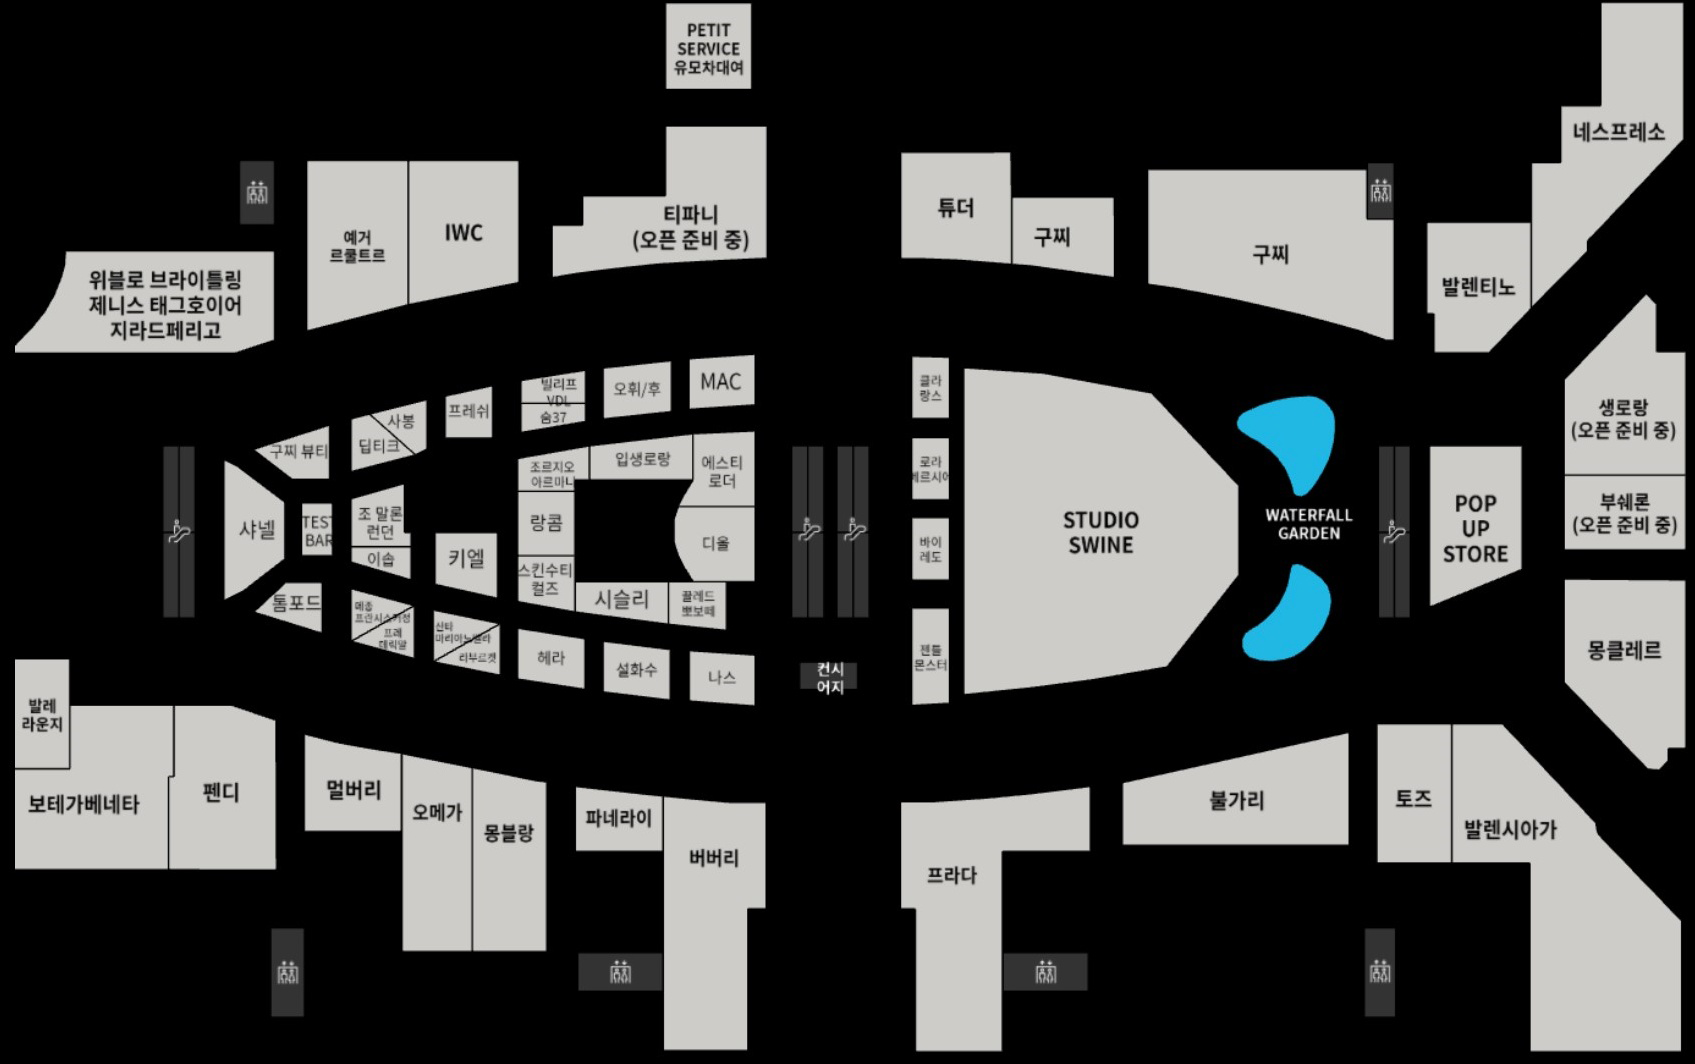 PETIT
SERVICE
유모차대여
네스프레소
티파니
(오픈 준비 중)
튜더
구찌
구찌
예거
르쿨트르
IWC
위블로 브라이틀링
제니스 태그호이어
지라드페리고
발렌티노
빌리프
VDL
숨37
오휘/후
MAC
클라
랑스
프레쉬
사봉
딥티크
구찌 뷰티
생로랑
(오픈 준비 중)
조르지오
아르마니
입생로랑
에스티
로더
로라
메르시에
샤넬
TEST
BAR
조 말론
런던
이솝
키엘
랑콤
디올
바이
레도
STUDIO
SWINE
WATERFALL
GARDEN
POP
UP
STORE
부쉐론
(오픈 준비 중)
스킨수티
컬즈
시슬리
끌레드
뽀보떼
톰포드
메종
프란시스커정
프레
데릭말
산타
마리아노벨라
라부르켓
헤라
설화수
나스
컨시
어지
젠틀
몬스터
몽클레르
발레
라운지
보테가베네타
펜디
멀버리
오메가
몽블랑
파네라이
버버리
프라다
불가리
토즈
발렌시아가